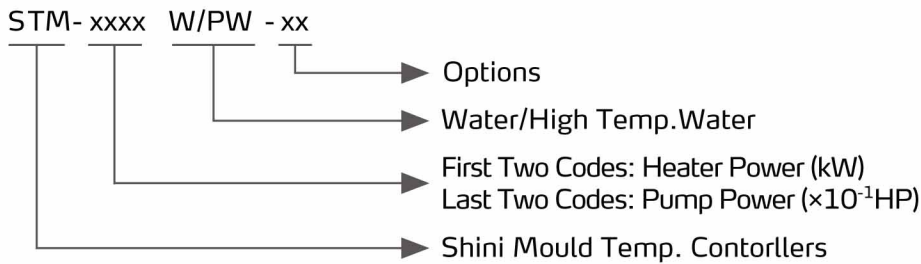 STM- xxxx W/PW - xx
Options
Water/High Temp.Water
First Two Codes: Heater Power (kW)
Last Two Codes: Pump Power (×10⁻¹HP)
Shini Mould Temp. Contorllers